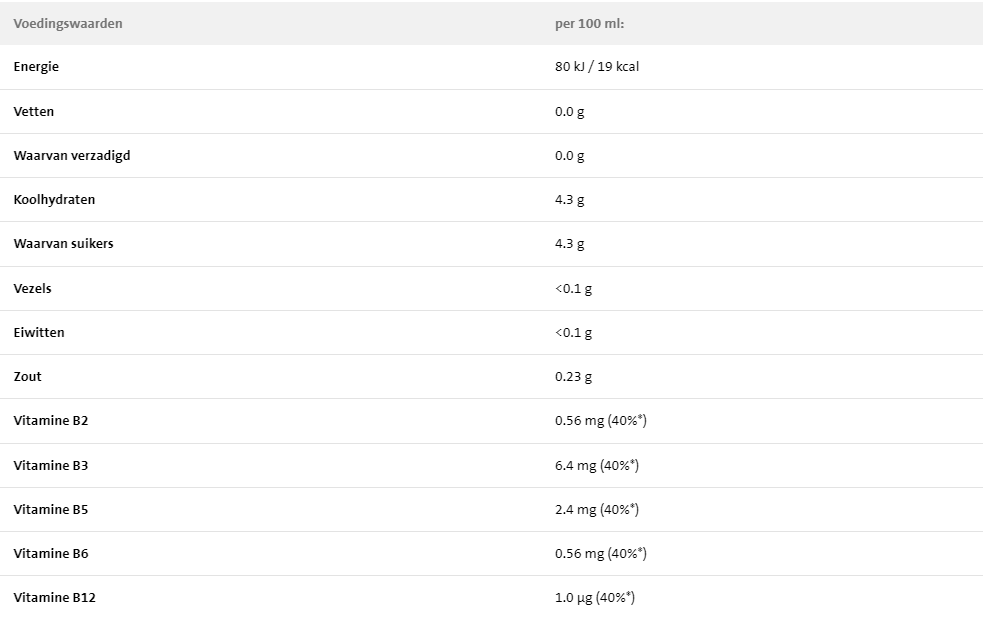 Voedingswaarden per 100 ml:
Energie 80 kJ / 19 kcal
Vetten 0.0 g
Waarvan verzadigd 0.0 g
Koolhydraten 4.3 g
Waarvan suikers 4.3 g
Vezels <0.1 g
Eiwitten <0.1 g
Zout 0.23 g
Vitamine B2 0.56 mg (40%*)
Vitamine B3 6.4 mg (40%*)
Vitamine B5 2.4 mg (40%*)
Vitamine B6 0.56 mg (40%*)
Vitamine B12 1.0 µg (40%*)